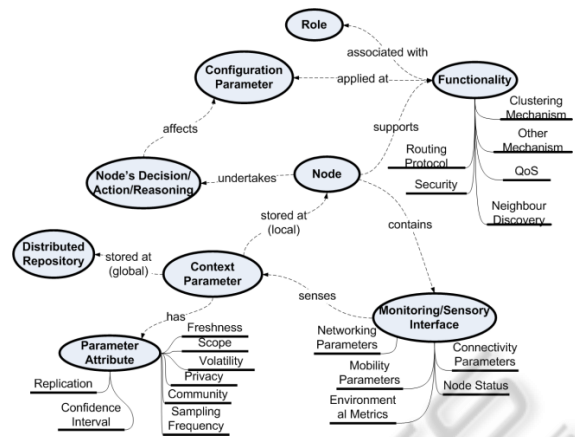 Role
associated with
Configuration
Parameter
applied at
Functionality
Clustering
Mechanism
affects
supports
Other
Mechanism
Routing
Protocol
QoS
Node's Decision/
Action/Reasoning
undertakes
Node
Security
Neighbour
Discovery
stored at
(local)
contains
Distributed
Repository
stored at
(global)
Context
Parameter
senses
Monitoring/Sensory
Interface
has
Freshness
Scope
Networking
Parameters
Connectivity
Parameters
Parameter
Attribute
Volatility
Privacy
Mobility
Parameters
Node Status
Replication
Community
Confidence
Interval
Sampling
Frequency
Environment
al Metrics